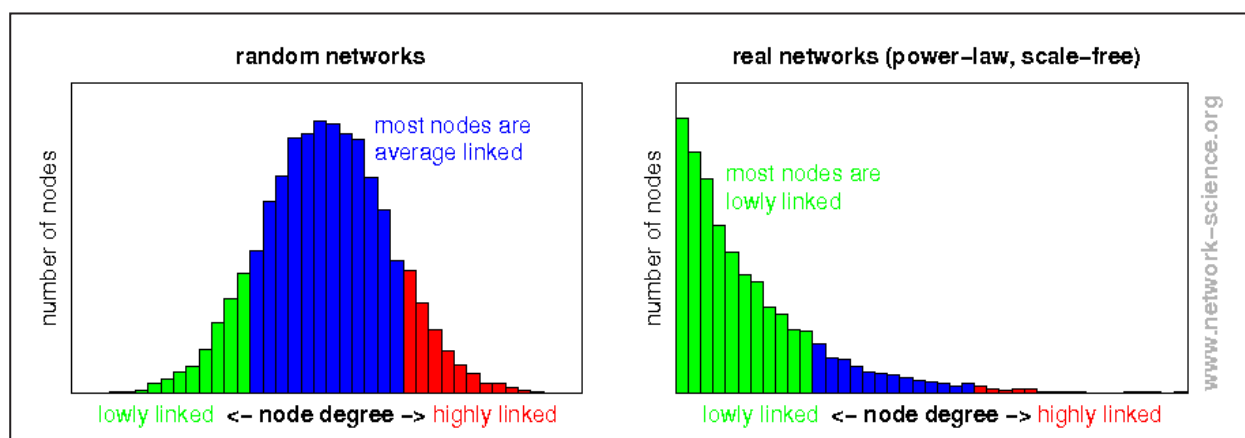 random networks
number of nodes
most nodes are
average linked
lowly linked <– node degree –> highly linked
real networks (power–law, scale–free)
number of nodes
most nodes are
lowly linked
lowly linked <– node degree –> highly linked
www.network–science.org